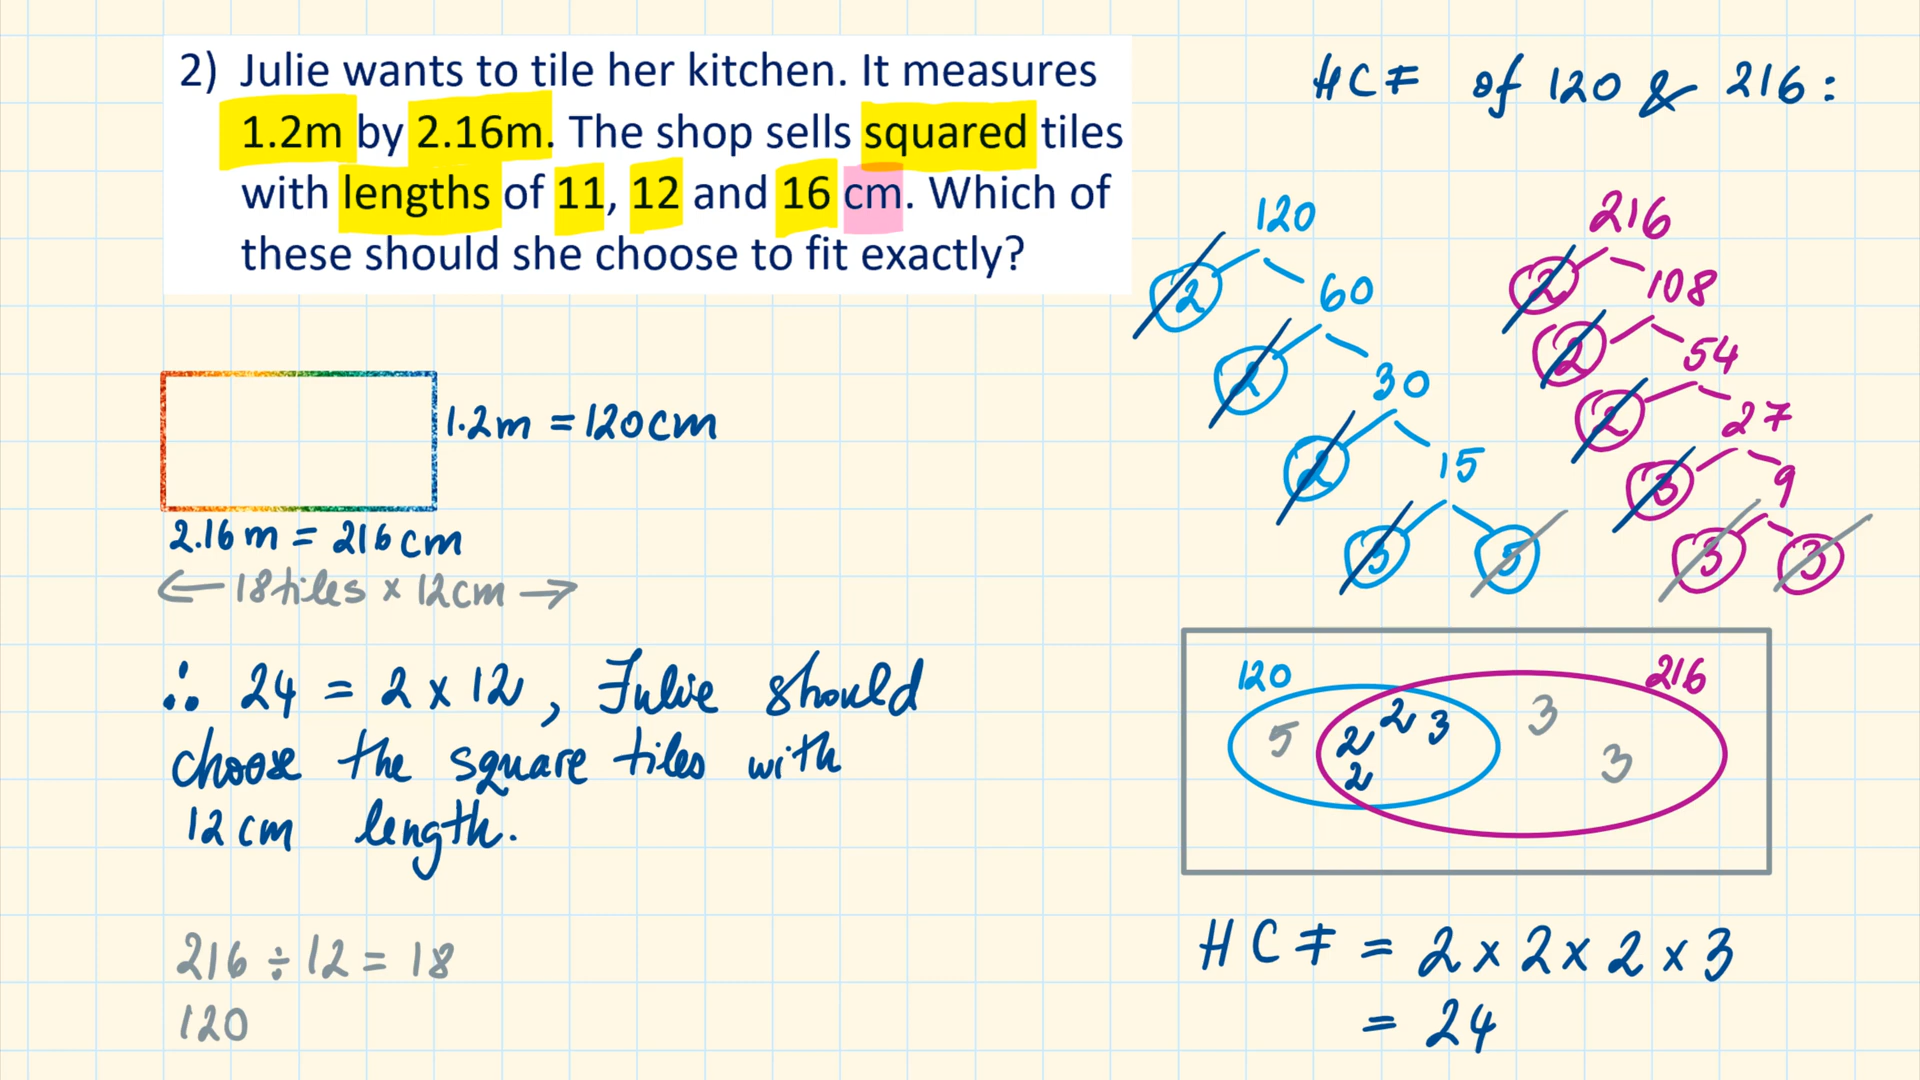 2) Julie wants to tile her kitchen. It measures
1.2m by 2.16m. The shop sells squared tiles
with lengths of 11, 12 and 16 cm. Which of
these should she choose to fit exactly?
1.2m = 120cm
2.16m = 216cm
← 18 tiles × 12cm →
∴ 24 = 2 × 12, Julie should
choose the square tiles with
12cm length.
216 ÷ 12 = 18
120
HCF of 120 & 216:
120
2 60
2 30
2 15
3 5
216
2 108
2 54
2 27
3 9
3 3
120 216
5 2 2 3 2 3 3
HCF = 2 × 2 × 2 × 3
= 24